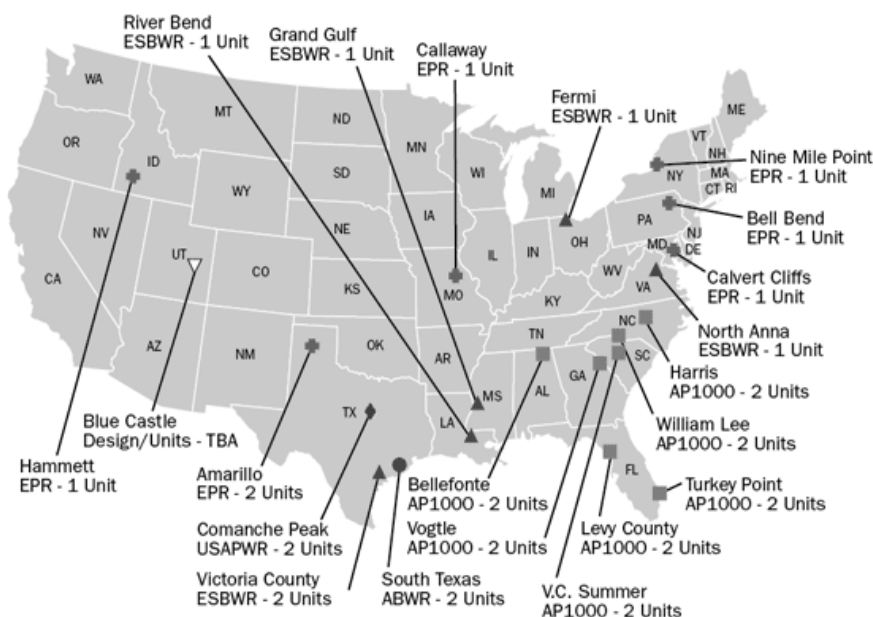 River Bend
ESBWR - 1 Unit
Grand Gulf
ESBWR - 1 Unit
Callaway
EPR - 1 Unit
Fermi
ESBWR - 1 Unit
Nine Mile Point
EPR - 1 Unit
Bell Bend
EPR - 1 Unit
Calvert Cliffs
EPR - 1 Unit
North Anna
ESBWR - 1 Unit
Harris
AP1000 - 2 Units
William Lee
AP1000 - 2 Units
Turkey Point
AP1000 - 2 Units
Levy County
AP1000 - 2 Units
V.C. Summer
AP1000 - 2 Units
Bellefonte
AP1000 - 2 Units
Vogtle
AP1000 - 2 Units
South Texas
ABWR - 2 Units
Amarillo
EPR - 2 Units
Comanche Peak
USAPWR - 2 Units
Victoria County
ESBWR - 2 Units
Blue Castle
Design/Units - TBA
Hammett
EPR - 1 Unit
WA
MT
ND
MN
OR
ID
WY
SD
WI
MI
NY
VT
NH
ME
MA
CT
RI
NV
UT
CO
NE
IA
IL
IN
OH
PA
NJ
MD
DE
WV
VA
CA
AZ
NM
KS
MO
KY
OK
AR
TN
NC
SC
TX
LA
MS
AL
GA
FL